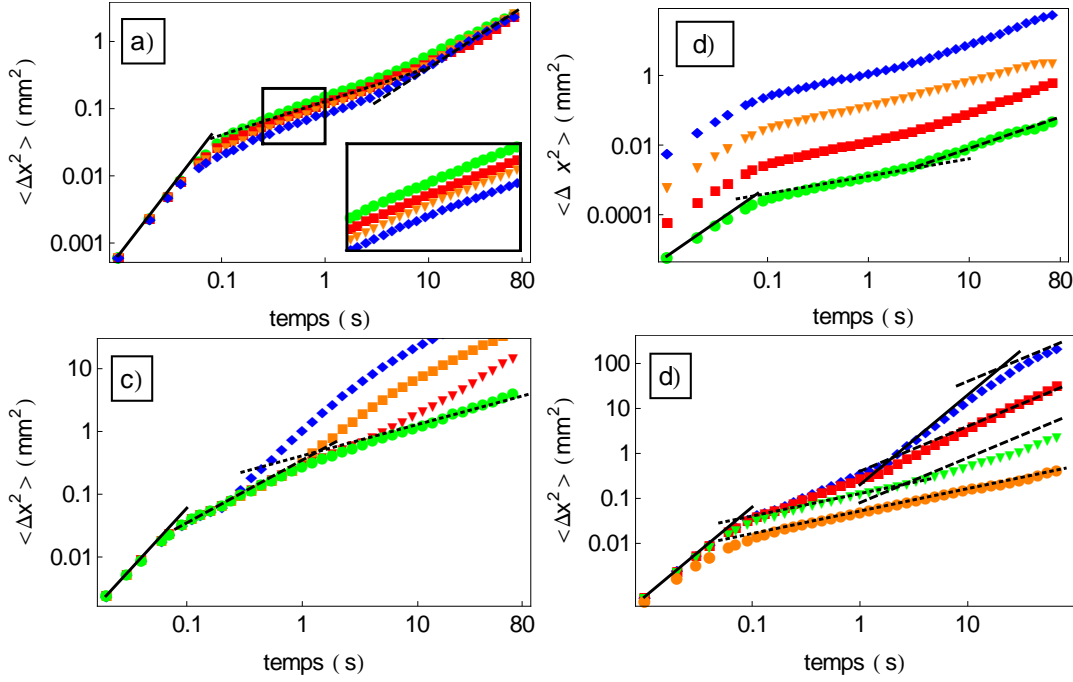 a)
< Δx² > ( mm² )
1
0.1
0.01
0.001
0.1
1
10
80
temps ( s)
d)
< Δ x² > ( mm² )
1
0.01
0.0001
0.1
1
10
80
temps ( s)
c)
< Δx² > ( mm² )
10
1
0.1
0.01
0.1
1
10
80
temps ( s)
d)
< Δx² > ( mm² )
100
10
1
0.1
0.01
0.1
1
10
temps ( s)